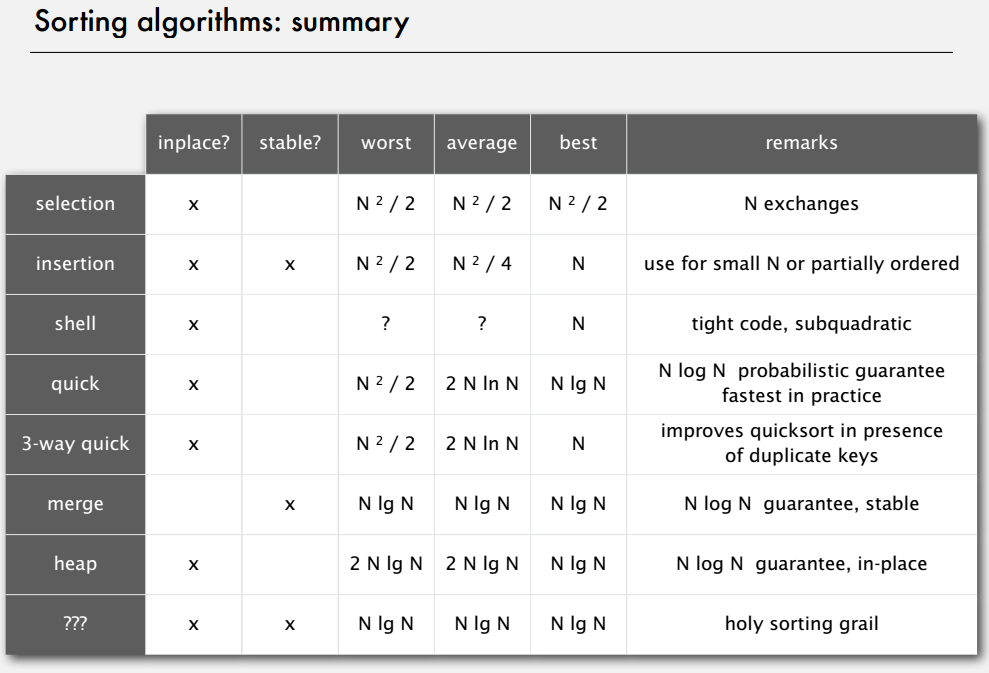 Sorting algorithms: summary
inplace? stable? worst average best remarks
selection x N ² / 2 N ² / 2 N ² / 2 N exchanges
insertion x x N ² / 2 N ² / 4 N use for small N or partially ordered
shell x ? ? N tight code, subquadratic
quick x N ² / 2 2 N ln N N lg N N log N probabilistic guarantee
fastest in practice
3-way quick x N ² / 2 2 N ln N N improves quicksort in presence
of duplicate keys
merge x N lg N N lg N N lg N N log N guarantee, stable
heap x 2 N lg N 2 N lg N N lg N N log N guarantee, in-place
??? x x N lg N N lg N N lg N holy sorting grail